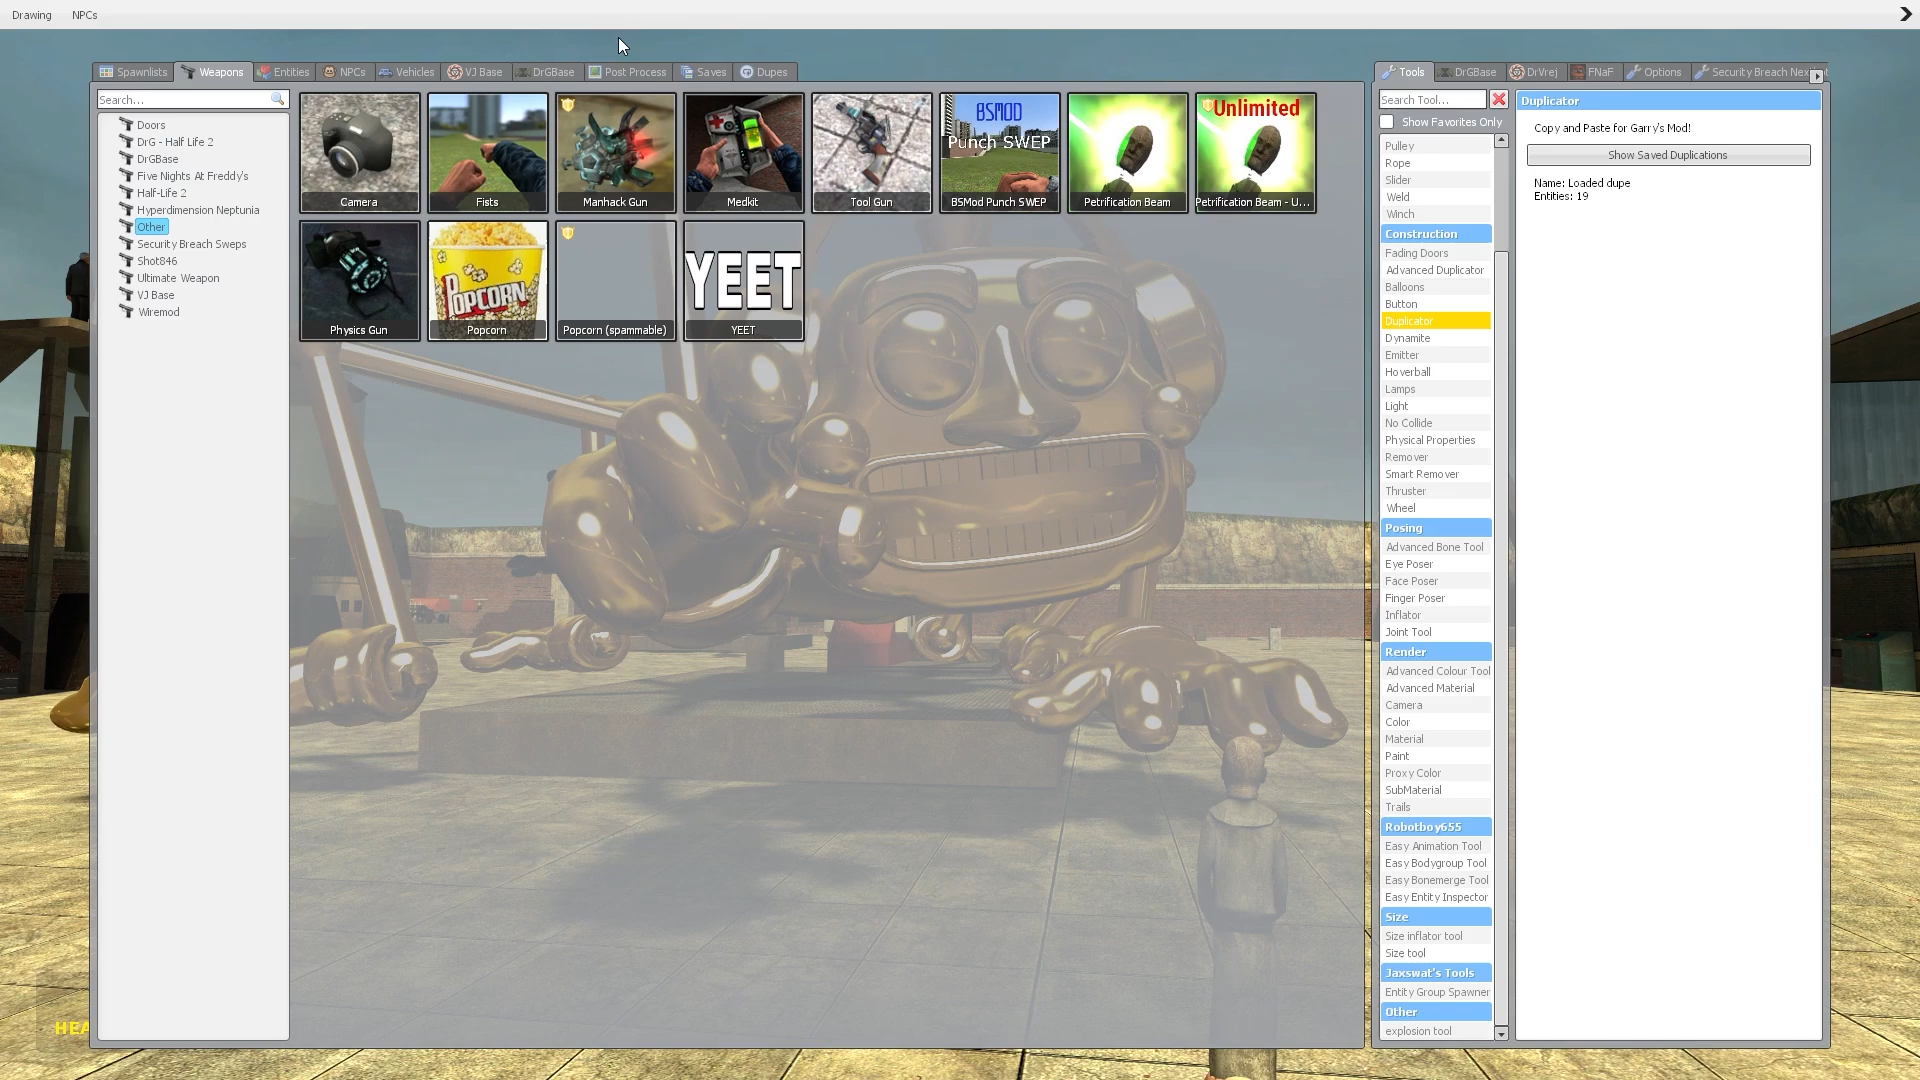 Drawing NPCs
Spawnlists Weapons Entities NPCs Vehicles VJ Base DrGBase Post Process Saves Dupes
Search...
Doors
DrG - Half Life 2
DrGBase
Five Nights At Freddy's
Half-Life 2
Hyperdimension Neptunia
Other
Security Breach Sweps
Shot846
Ultimate Weapon
VJ Base
Wiremod
Camera
Fists
Manhack Gun
Medkit
Tool Gun
BSMOD
Punch SWEP
BSMod Punch SWEP
Petrification Beam
Unlimited
Petrification Beam - U...
Physics Gun
POPCORN
Popcorn
Popcorn (spammable)
YEET
YEET
HEA
Tools DrGBase DrVrej FNaF Options Security Breach Nex
Search Tool...
Show Favorites Only
Pulley
Rope
Slider
Weld
Winch
Construction
Fading Doors
Advanced Duplicator
Balloons
Button
Duplicator
Dynamite
Emitter
Hoverball
Lamps
Light
No Collide
Physical Properties
Remover
Smart Remover
Thruster
Wheel
Posing
Advanced Bone Tool
Eye Poser
Face Poser
Finger Poser
Inflator
Joint Tool
Render
Advanced Colour Tool
Advanced Material
Camera
Color
Material
Paint
Proxy Color
SubMaterial
Trails
Robotboy655
Easy Animation Tool
Easy Bodygroup Tool
Easy Bonemerge Tool
Easy Entity Inspector
Size
Size inflator tool
Size tool
Jaxswat's Tools
Entity Group Spawner
Other
explosion tool
Duplicator
Copy and Paste for Garry's Mod!
Show Saved Duplications
Name: Loaded dupe
Entities: 19